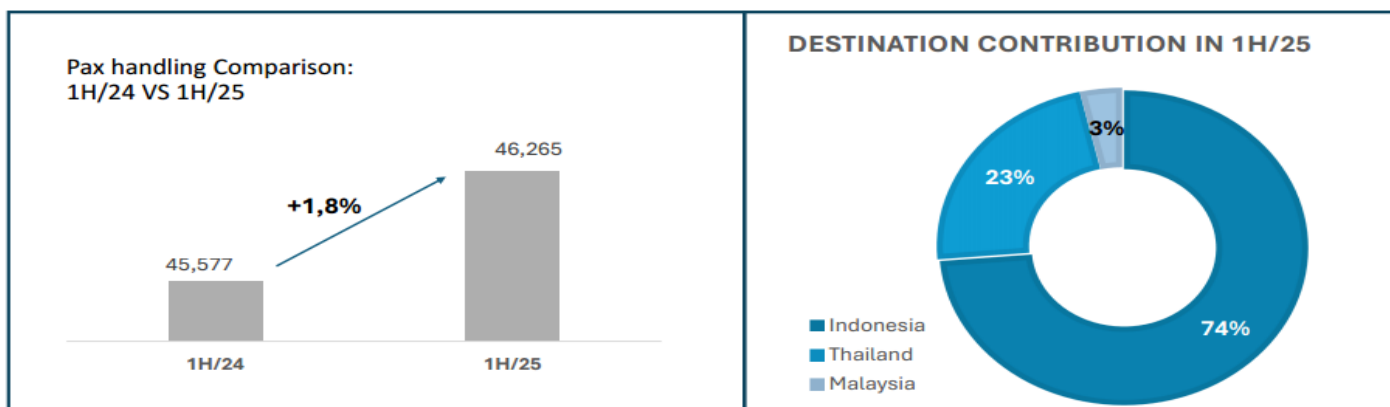 Pax handling Comparison:
1H/24 VS 1H/25
45,577
+1,8%
46,265
1H/24
1H/25
DESTINATION CONTRIBUTION IN 1H/25
3%
23%
74%
Indonesia
Thailand
Malaysia